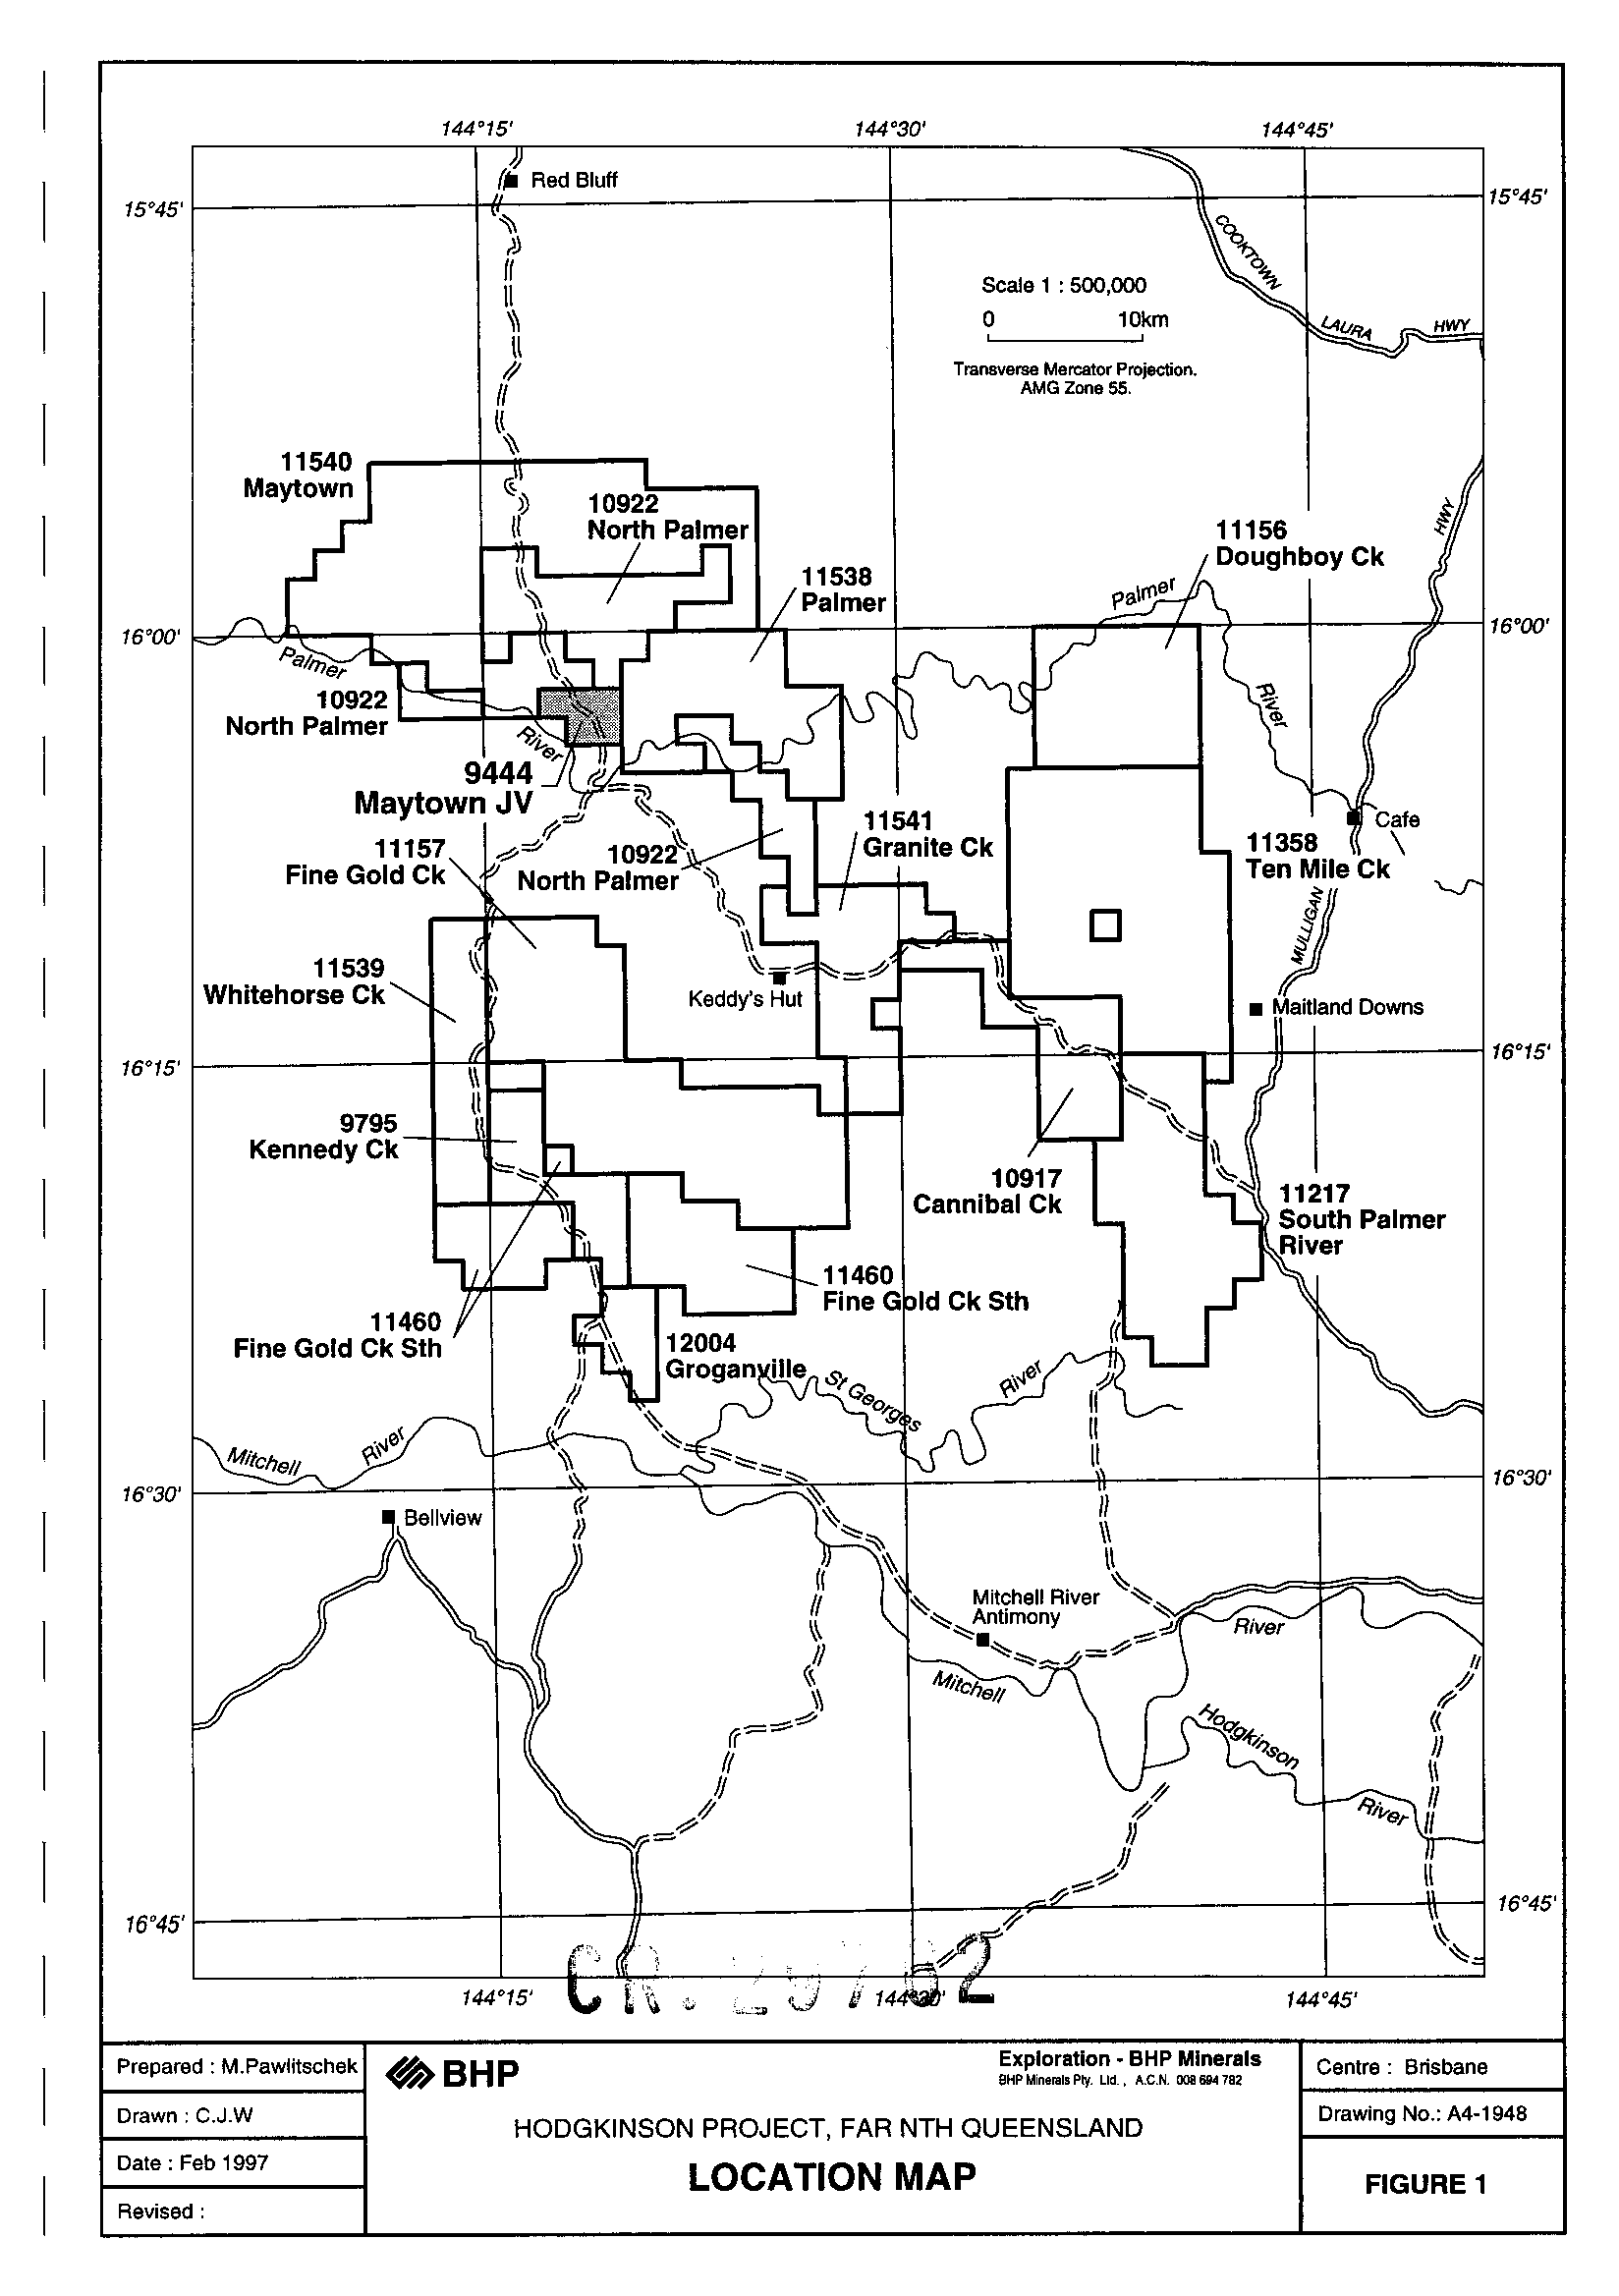 144°15'
144°30'
144°45'
Red Bluff
15°45'
15°45'
COOKTOWN
LAURA
HWY
Scale 1 : 500,000
0 10km
Transverse Mercator Projection.
AMG Zone 55.
11540
Maytown
10922
North Palmer
11538
Palmer
11156
Doughboy Ck
HWY
Palmer
16°00'
16°00'
Palmer
River
10922
North Palmer
River
9444
Maytown JV
Cafe
11157
Fine Gold Ck
10922
North Palmer
11541
Granite Ck
11358
Ten Mile Ck
MULLIGAN
11539
Whitehorse Ck
Keddy's Hut
Maitland Downs
16°15'
16°15'
9795
Kennedy Ck
10917
Cannibal Ck
11217
South Palmer
River
11460
Fine Gold Ck Sth
11460
Fine Gold Ck Sth
12004
Groganville
St Georges
River
Mitchell
River
16°30'
16°30'
Bellview
Mitchell River
Antimony
River
Mitchell
Hodgkinson
River
16°45'
16°45'
144°15'
144°30'
144°45'
Prepared : M.Pawlitschek
Drawn : C.J.W
Date : Feb 1997
Revised :
BHP
Exploration - BHP Minerals
BHP Minerals Pty. Ltd. , A.C.N. 008 694 782
HODGKINSON PROJECT, FAR NTH QUEENSLAND
LOCATION MAP
Centre : Brisbane
Drawing No.: A4-1948
FIGURE 1